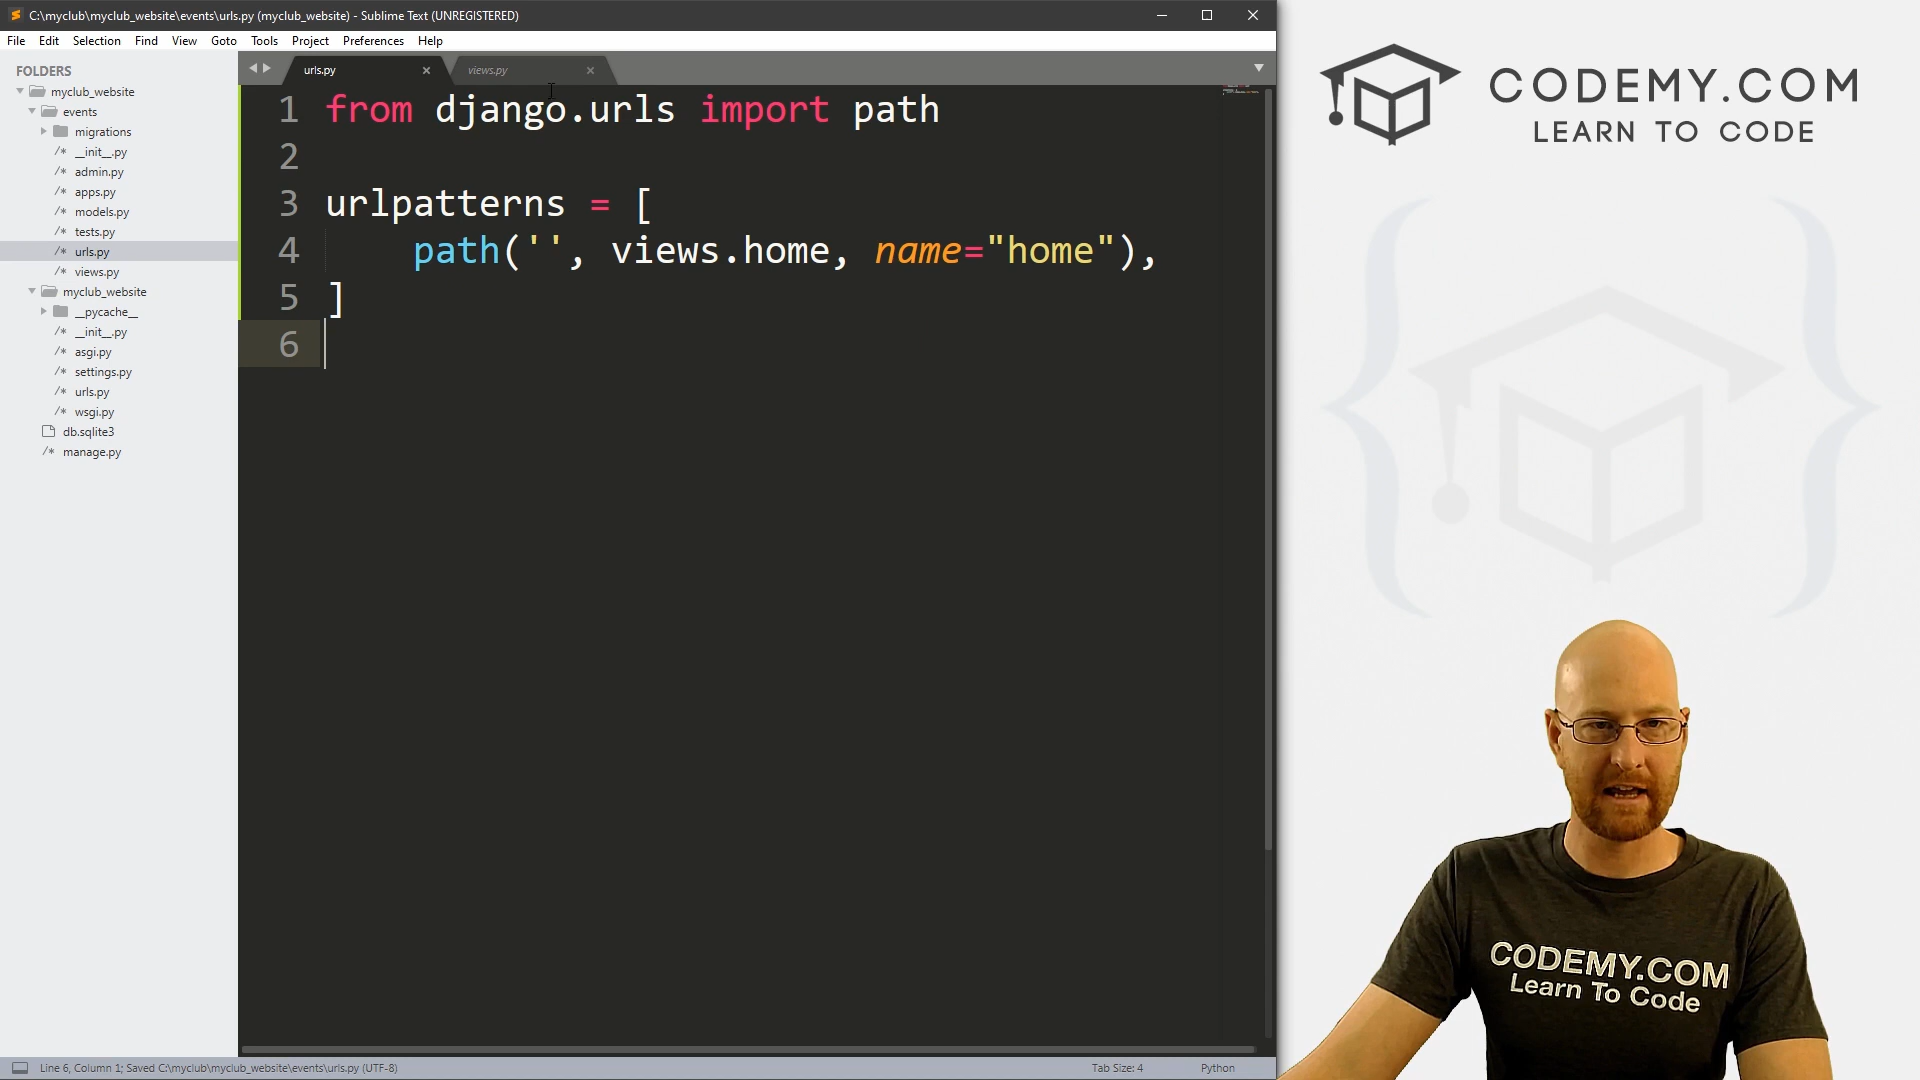 C:\myclub\myclub_website\events\urls.py (myclub_website) - Sublime Text (UNREGISTERED)
File Edit Selection Find View Goto Tools Project Preferences Help
FOLDERS
myclub_website
events
migrations
/* __init__.py
/* admin.py
/* apps.py
/* models.py
/* tests.py
/* urls.py
/* views.py
myclub_website
__pycache__
/* __init__.py
/* asgi.py
/* settings.py
/* urls.py
/* wsgi.py
db.sqlite3
/* manage.py
urls.py
views.py
1 from django.urls import path
2
3 urlpatterns = [
4 path('', views.home, name="home"),
5 ]
6
Line 6, Column 1; Saved C:\myclub\myclub_website\events\urls.py (UTF-8)
Tab Size: 4
Python
CODEMY.COM
LEARN TO CODE
CODEMY.COM
Learn To Code